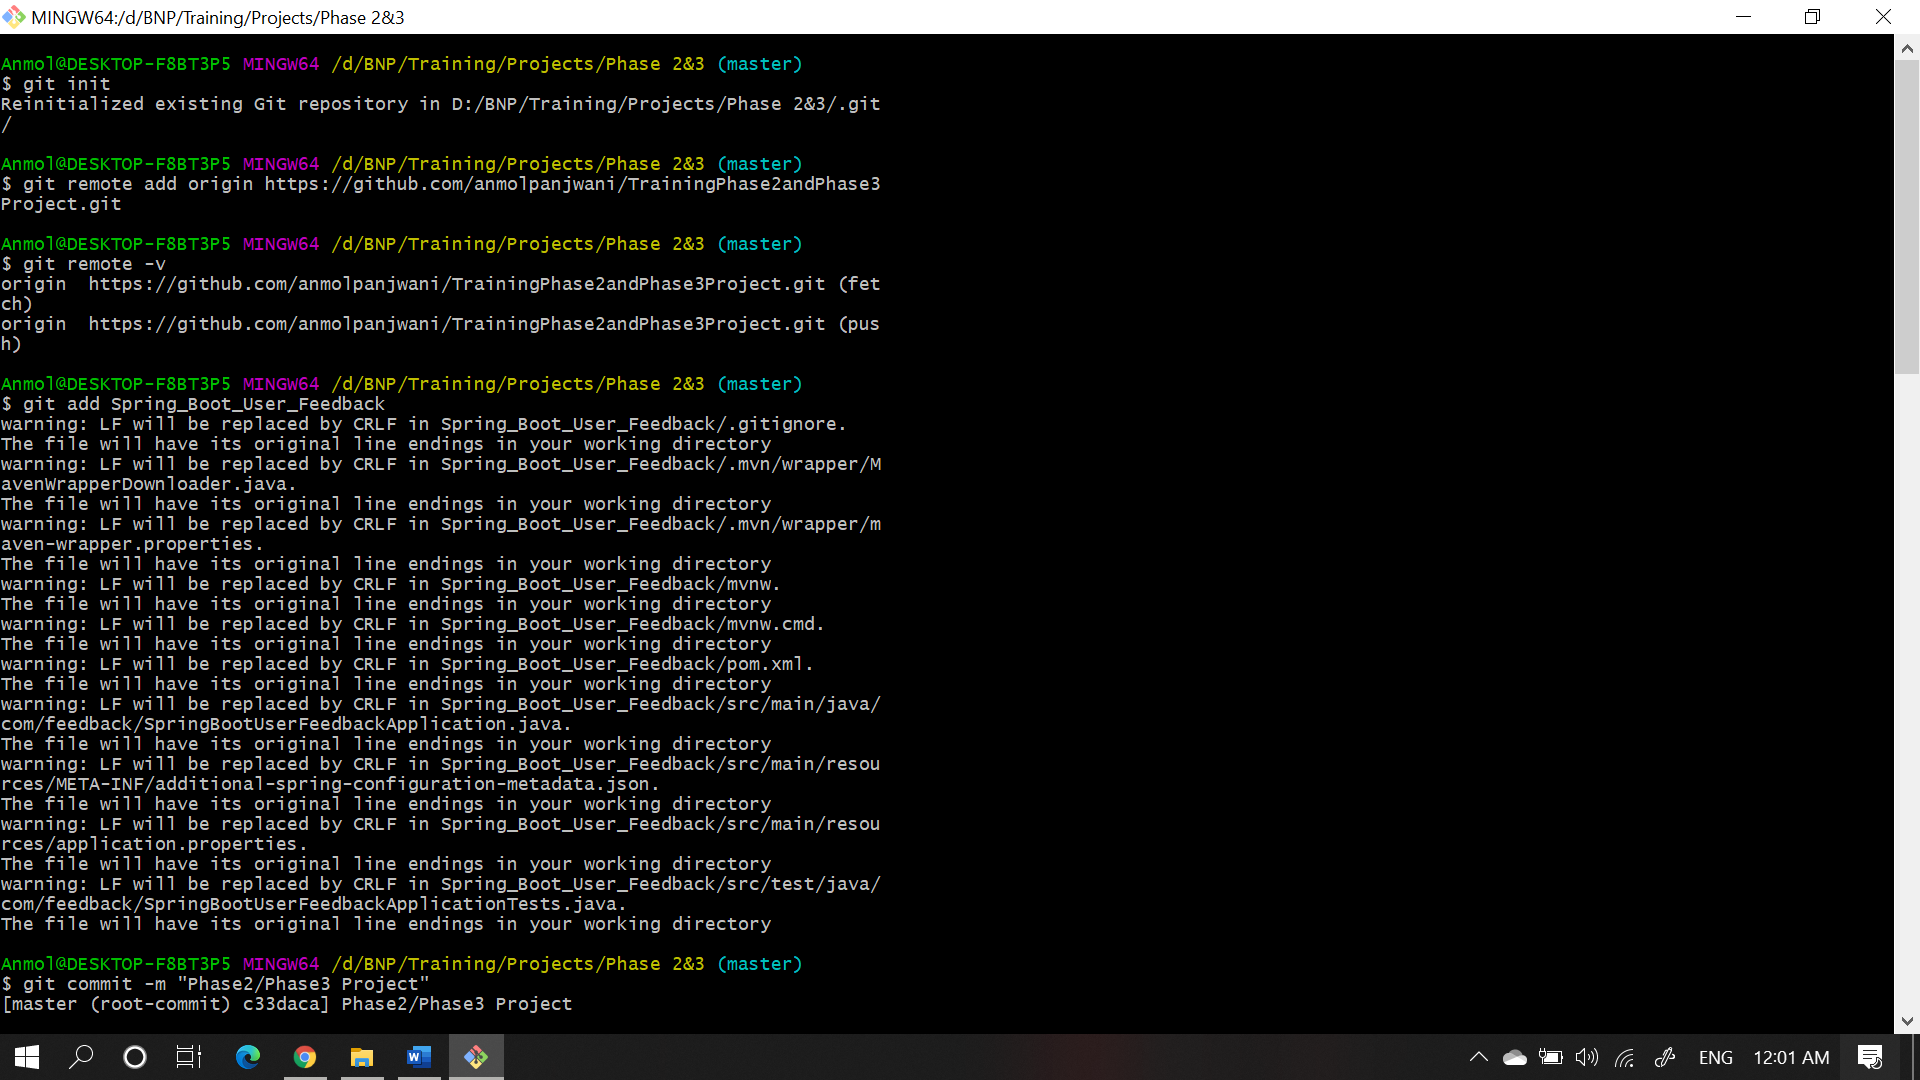 MINGW64:/d/BNP/Training/Projects/Phase 2&3
Anmol@DESKTOP-F8BT3P5 MINGW64 /d/BNP/Training/Projects/Phase 2&3 (master)
$ git init
Reinitialized existing Git repository in D:/BNP/Training/Projects/Phase 2&3/.git
/
Anmol@DESKTOP-F8BT3P5 MINGW64 /d/BNP/Training/Projects/Phase 2&3 (master)
$ git remote add origin https://github.com/anmolpanjwani/TrainingPhase2andPhase3
Project.git
Anmol@DESKTOP-F8BT3P5 MINGW64 /d/BNP/Training/Projects/Phase 2&3 (master)
$ git remote -v
origin  https://github.com/anmolpanjwani/TrainingPhase2andPhase3Project.git (fet
ch)
origin  https://github.com/anmolpanjwani/TrainingPhase2andPhase3Project.git (pus
h)
Anmol@DESKTOP-F8BT3P5 MINGW64 /d/BNP/Training/Projects/Phase 2&3 (master)
$ git add Spring_Boot_User_Feedback
warning: LF will be replaced by CRLF in Spring_Boot_User_Feedback/.gitignore.
The file will have its original line endings in your working directory
warning: LF will be replaced by CRLF in Spring_Boot_User_Feedback/.mvn/wrapper/M
avenWrapperDownloader.java.
The file will have its original line endings in your working directory
warning: LF will be replaced by CRLF in Spring_Boot_User_Feedback/.mvn/wrapper/m
aven-wrapper.properties.
The file will have its original line endings in your working directory
warning: LF will be replaced by CRLF in Spring_Boot_User_Feedback/mvnw.
The file will have its original line endings in your working directory
warning: LF will be replaced by CRLF in Spring_Boot_User_Feedback/mvnw.cmd.
The file will have its original line endings in your working directory
warning: LF will be replaced by CRLF in Spring_Boot_User_Feedback/pom.xml.
The file will have its original line endings in your working directory
warning: LF will be replaced by CRLF in Spring_Boot_User_Feedback/src/main/java/
com/feedback/SpringBootUserFeedbackApplication.java.
The file will have its original line endings in your working directory
warning: LF will be replaced by CRLF in Spring_Boot_User_Feedback/src/main/resou
rces/META-INF/additional-spring-configuration-metadata.json.
The file will have its original line endings in your working directory
warning: LF will be replaced by CRLF in Spring_Boot_User_Feedback/src/main/resou
rces/application.properties.
The file will have its original line endings in your working directory
warning: LF will be replaced by CRLF in Spring_Boot_User_Feedback/src/test/java/
com/feedback/SpringBootUserFeedbackApplicationTests.java.
The file will have its original line endings in your working directory
Anmol@DESKTOP-F8BT3P5 MINGW64 /d/BNP/Training/Projects/Phase 2&3 (master)
$ git commit -m "Phase2/Phase3 Project"
[master (root-commit) c33daca] Phase2/Phase3 Project
ENG 12:01 AM